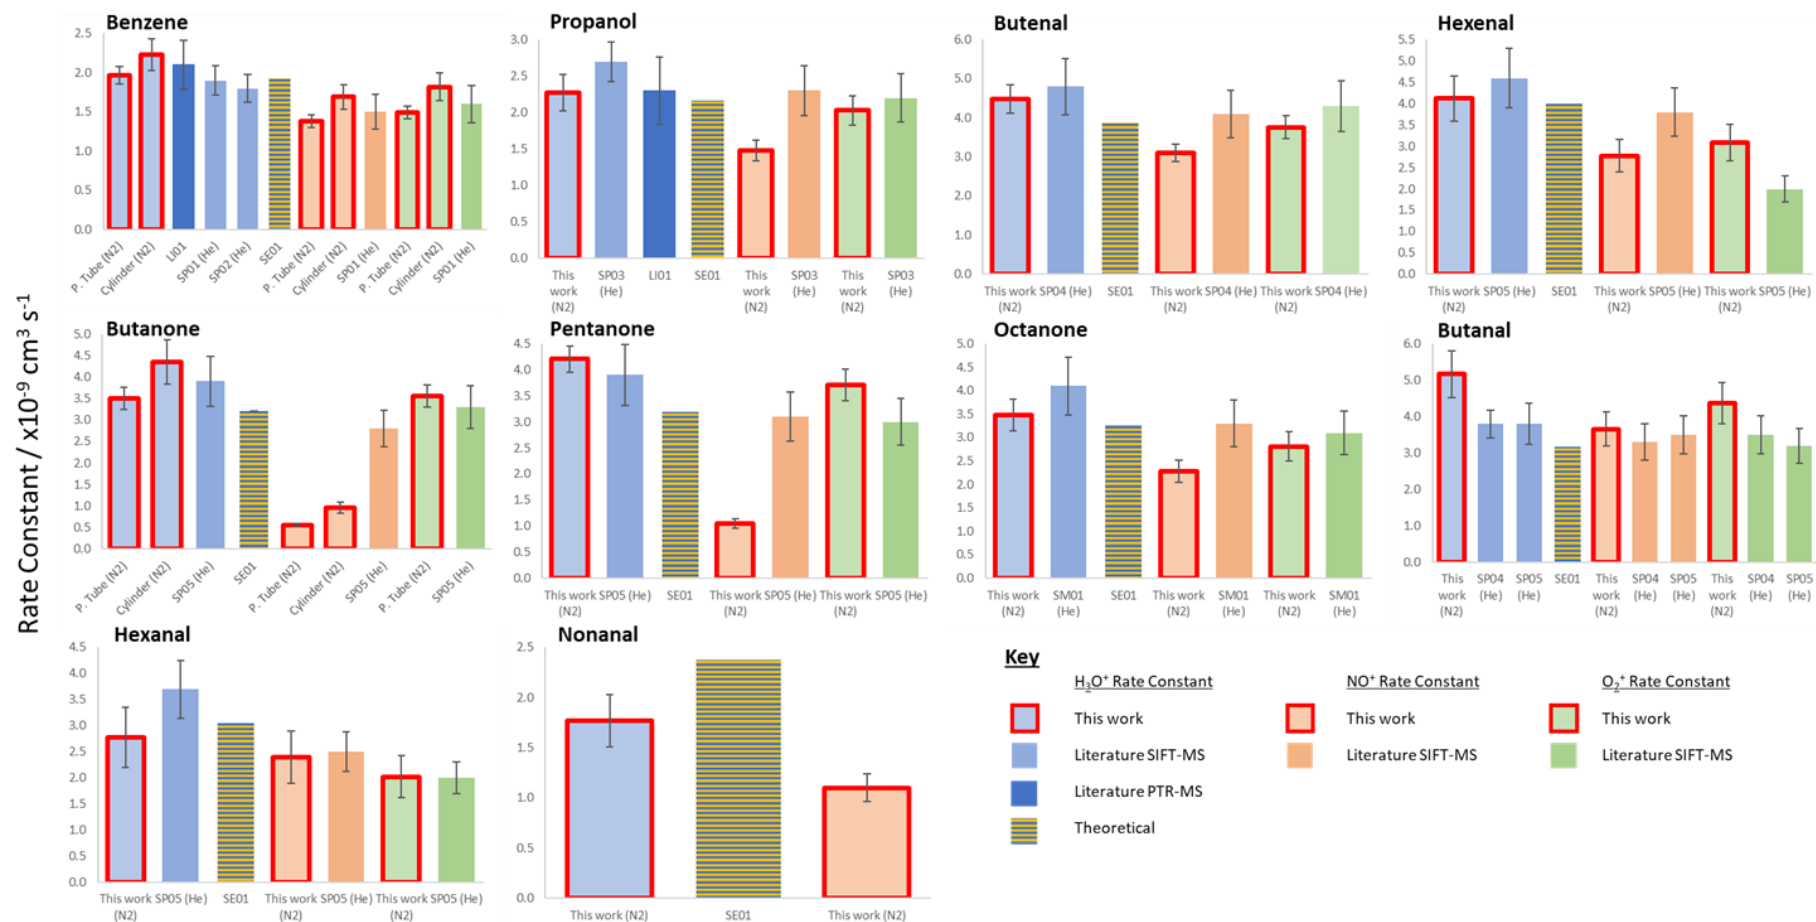 Rate Constant / x10⁻⁹ cm³ s⁻¹
Benzene
2.5
2.0
1.5
1.0
0.5
0.0
P. Tube (N2)
Cylinder (N2)
LI01
SP01 (He)
SP02 (He)
SE01
P. Tube (N2)
Cylinder (N2)
SP01 (He)
P. Tube (N2)
Cylinder (N2)
SP01 (He)
Propanol
3.0
2.5
2.0
1.5
1.0
0.5
0.0
This work (N2)
SP03 (He)
LI01
SE01
This work (N2)
SP03 (He)
This work (N2)
SP03 (He)
Butenal
6.0
5.0
4.0
3.0
2.0
1.0
0.0
This work (N2)
SP04 (He)
SE01
This work (N2)
SP04 (He)
This work (N2)
SP04 (He)
Hexenal
5.5
5.0
4.5
4.0
3.5
3.0
2.5
2.0
1.5
1.0
0.5
0.0
This work (N2)
SP05 (He)
SE01
This work (N2)
SP05 (He)
This work (N2)
SP05 (He)
Butanone
5.0
4.5
4.0
3.5
3.0
2.5
2.0
1.5
1.0
0.5
0.0
P. Tube (N2)
Cylinder (N2)
SP05 (He)
SE01
P. Tube (N2)
Cylinder (N2)
SP05 (He)
P. Tube (N2)
SP05 (He)
Pentanone
4.5
4.0
3.5
3.0
2.5
2.0
1.5
1.0
0.5
0.0
This work (N2)
SP05 (He)
SE01
This work (N2)
SP05 (He)
This work (N2)
SP05 (He)
Octanone
5.0
4.5
4.0
3.5
3.0
2.5
2.0
1.5
1.0
0.5
0.0
This work (N2)
SM01 (He)
SE01
This work (N2)
SM01 (He)
This work (N2)
SM01 (He)
Butanal
6.0
5.0
4.0
3.0
2.0
1.0
0.0
This work (N2)
SP04 (He)
SP05 (He)
SE01
This work (N2)
SP04 (He)
SP05 (He)
This work (N2)
SP04 (He)
SP05 (He)
Hexanal
4.5
4.0
3.5
3.0
2.5
2.0
1.5
1.0
0.5
0.0
This work (N2)
SP05 (He)
SE01
This work (N2)
SP05 (He)
This work (N2)
SP05 (He)
Nonanal
2.5
2.0
1.5
1.0
0.5
0.0
This work (N2)
SE01
This work (N2)
Key
H₃O⁺ Rate Constant
This work
Literature SIFT-MS
Literature PTR-MS
Theoretical
NO⁺ Rate Constant
This work
Literature SIFT-MS
O₂⁺ Rate Constant
This work
Literature SIFT-MS